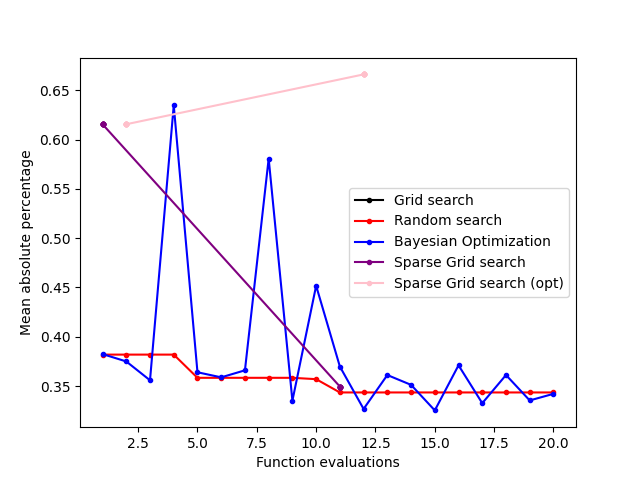 0.65
0.60
0.55
0.50
0.45
0.40
0.35
Mean absolute percentage
Grid search
Random search
Bayesian Optimization
Sparse Grid search
Sparse Grid search (opt)
2.5 5.0 7.5 10.0 12.5 15.0 17.5 20.0
Function evaluations